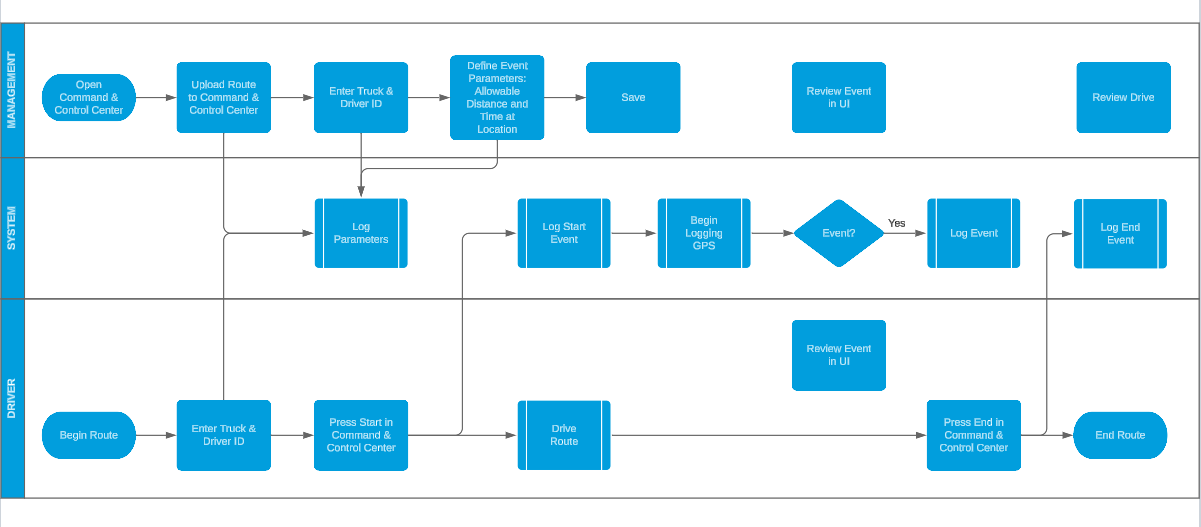 MANAGEMENT
Open
Command &
Control Center
Upload Route
to Command &
Control Center
Enter Truck &
Driver ID
Define Event
Parameters:
Allowable
Distance and
Time at
Location
Save
Review Event
in UI
Review Drive
SYSTEM
Log
Parameters
Log Start
Event
Begin
Logging
GPS
Event?
Yes
Log Event
Log End
Event
DRIVER
Begin Route
Enter Truck &
Driver ID
Press Start in
Command &
Control Center
Drive
Route
Review Event
in UI
Press End in
Command &
Control Center
End Route